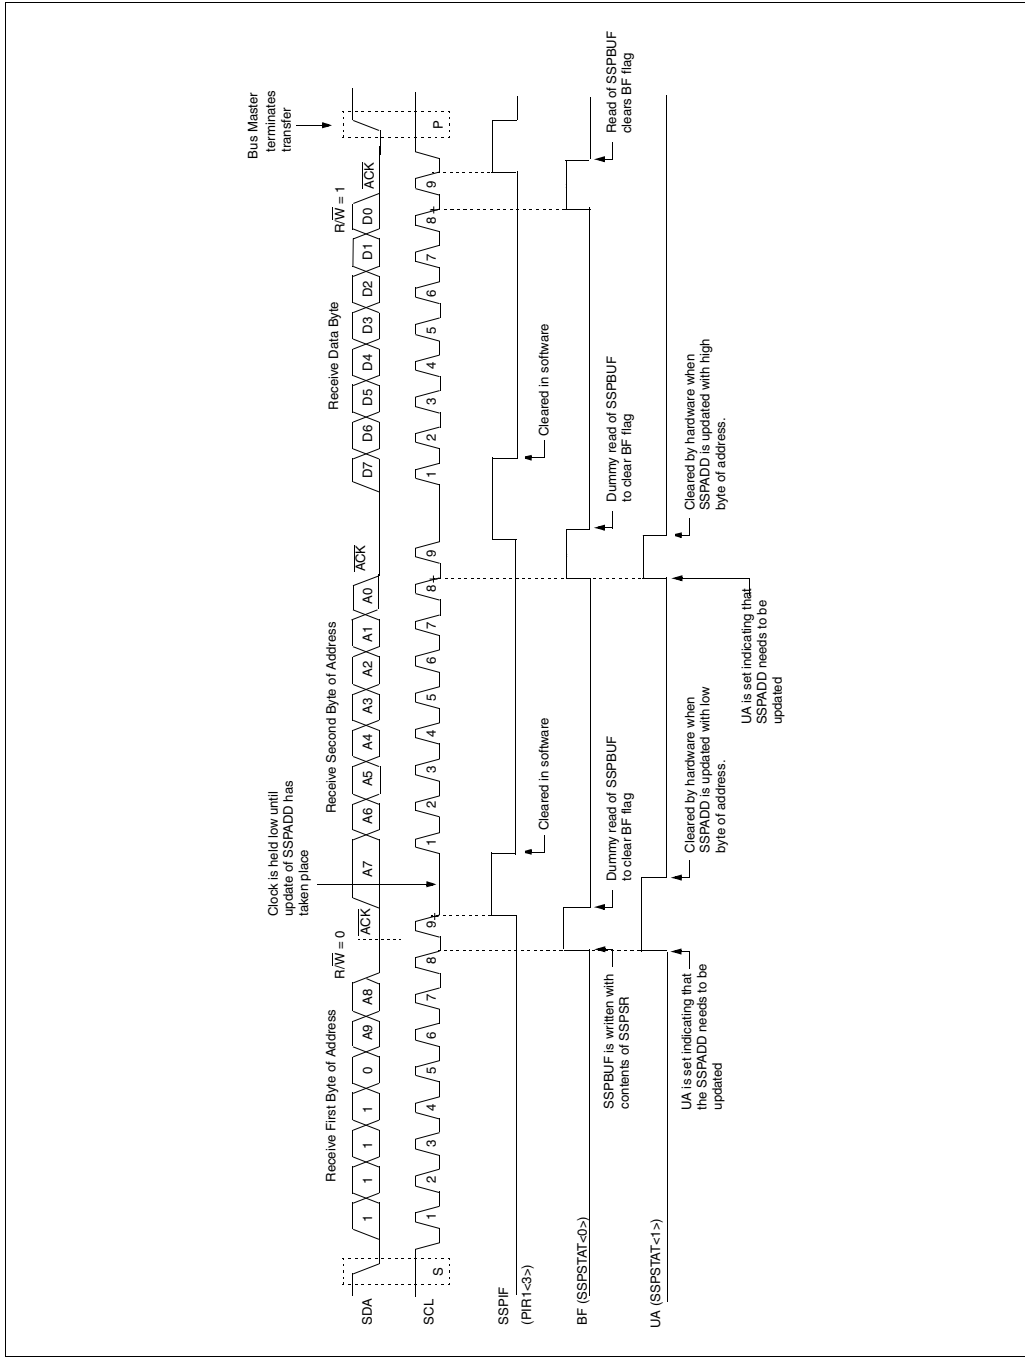 Bus Master
terminates
transfer
Clock is held low until
update of SSPADD has
taken place
Receive First Byte of Address
R/W = 0
Receive Second Byte of Address
Receive Data Byte
R/W = 1
SDA
1 1 1 1 0 A9 A8 ACK A7 A6 A5 A4 A3 A2 A1 A0 ACK D7 D6 D5 D4 D3 D2 D1 D0 ACK
SCL
S 1 2 3 4 5 6 7 8 9 1 2 3 4 5 6 7 8 9 1 2 3 4 5 6 7 8 9 P
SSPIF
(PIR1<3>)
Cleared in software
Cleared in software
BF (SSPSTAT<0>)
SSPBUF is written with
contents of SSPSR
Dummy read of SSPBUF
to clear BF flag
Dummy read of SSPBUF
to clear BF flag
Read of SSPBUF
clears BF flag
UA (SSPSTAT<1>)
UA is set indicating that
the SSPADD needs to be
updated
Cleared by hardware when
SSPADD is updated with low
byte of address.
UA is set indicating that
SSPADD needs to be
updated
Cleared by hardware when
SSPADD is updated with high
byte of address.